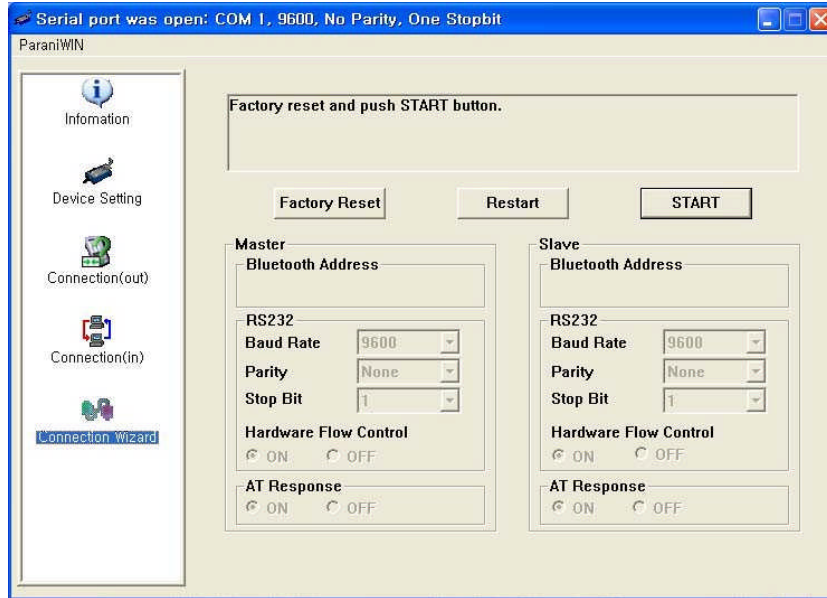 Serial port was open: COM 1, 9600, No Parity, One Stopbit
ParaniWIN
Infomation
Device Setting
Connection(out)
Connection(in)
Connection Wizard
Factory reset and push START button.
Factory Reset
Restart
START
Master
Bluetooth Address
RS232
Baud Rate 9600
Parity None
Stop Bit 1
Hardware Flow Control
ON OFF
AT Response
ON OFF
Slave
Bluetooth Address
RS232
Baud Rate 9600
Parity None
Stop Bit 1
Hardware Flow Control
ON OFF
AT Response
ON OFF